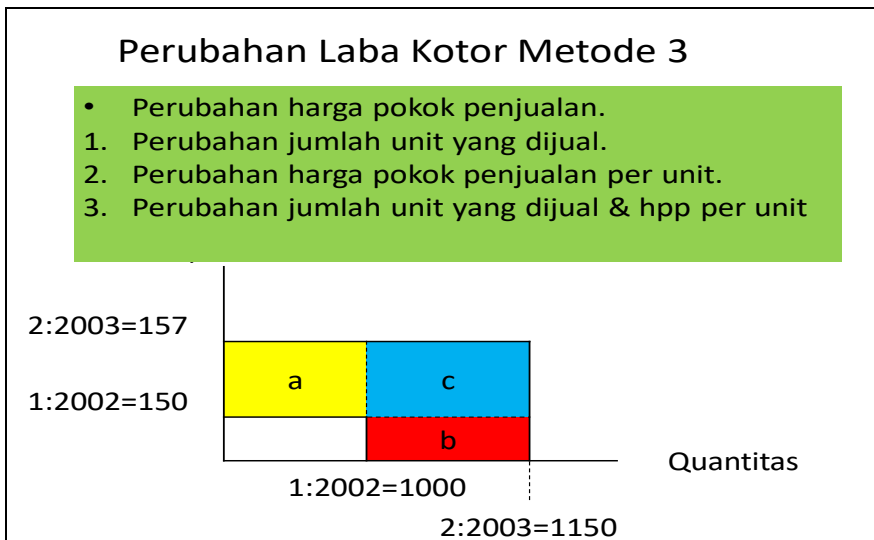 Perubahan Laba Kotor Metode 3
• Perubahan harga pokok penjualan.
1. Perubahan jumlah unit yang dijual.
2. Perubahan harga pokok penjualan per unit.
3. Perubahan jumlah unit yang dijual & hpp per unit
2:2003=157
a c
1:2002=150
b
Quantitas
1:2002=1000
2:2003=1150